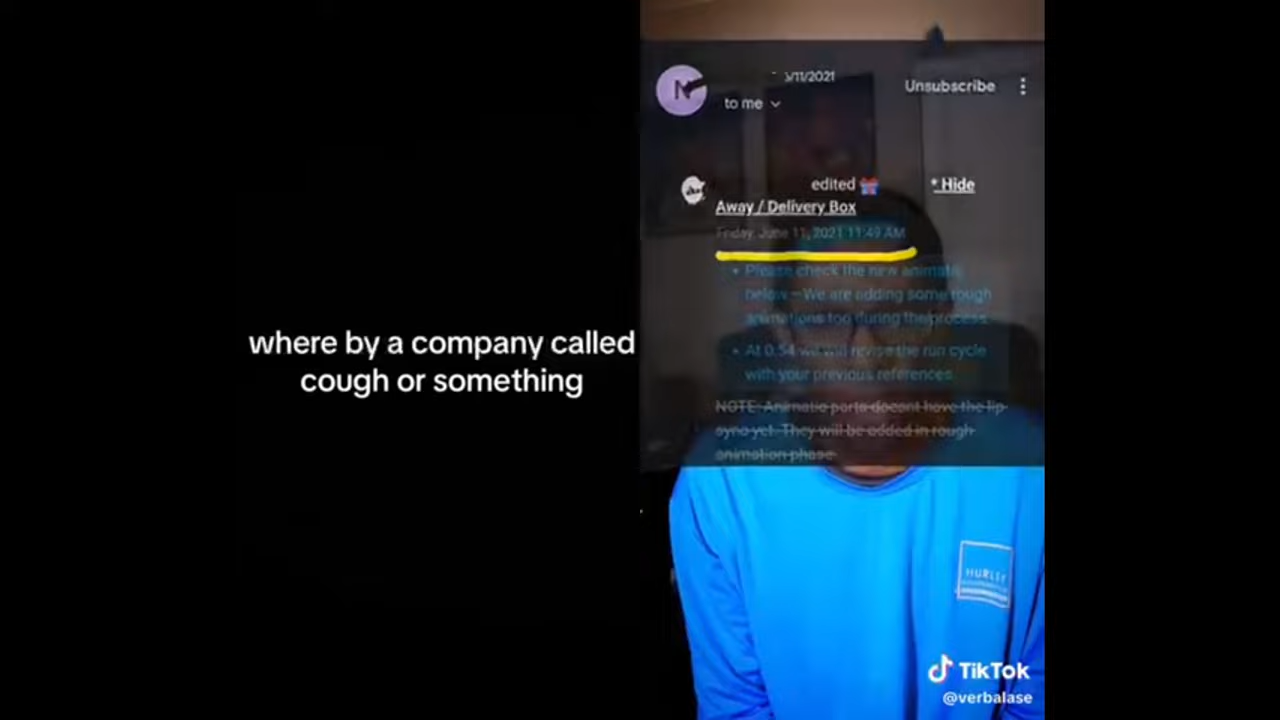 where by a company called
cough or something
N
/11/2021
Unsubscribe
to me
edited
* Hide
Away / Delivery Box
Friday, June 11, 2021 11:49 AM
• Please check the new animatic
below - We are adding some rough
animations too during the process.
• At 0:54 we will revise the run cycle
with your previous references.
NOTE: Animatic parts doesnt have the lip
sync yet. They will be added in rough
animation phase
HURLEY
TikTok
@verbalase